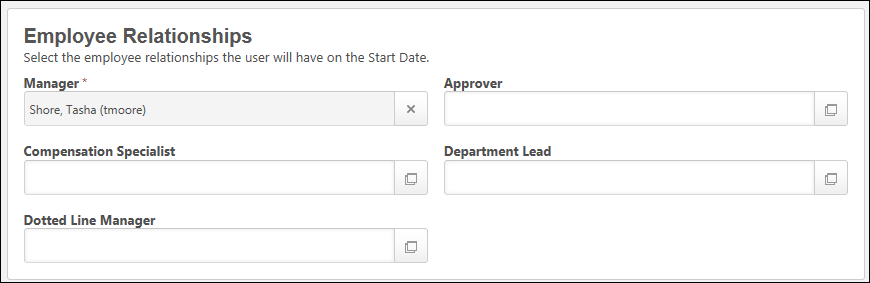 Employee Relationships
Select the employee relationships the user will have on the Start Date.
Manager *
Shore, Tasha (tmoore)
Approver
Compensation Specialist
Department Lead
Dotted Line Manager